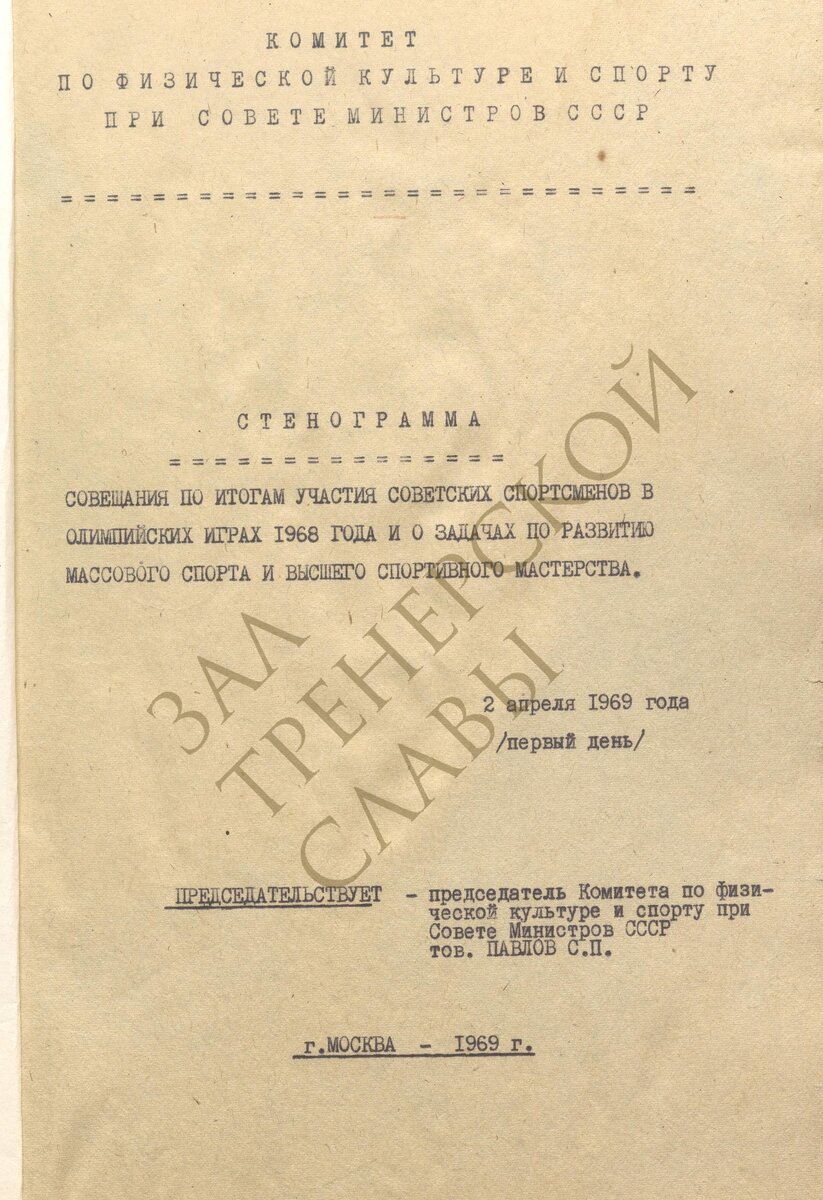 КОМИТЕТ
ПО ФИЗИЧЕСКОЙ КУЛЬТУРЕ И СПОРТУ
ПРИ СОВЕТЕ МИНИСТРОВ СССР
============================
СТЕНОГРАММА
===============
СОВЕЩАНИЯ ПО ИТОГАМ УЧАСТИЯ СОВЕТСКИХ СПОРТСМЕНОВ В
ОЛИМПИЙСКИХ ИГРАХ 1968 ГОДА И О ЗАДАЧАХ ПО РАЗВИТИЮ
МАССОВОГО СПОРТА И ВЫСШЕГО СПОРТИВНОГО МАСТЕРСТВА.
ЗАЛ
ТРЕНЕРСКОЙ
СЛАВЫ
2 апреля 1969 года
/первый день/
ПРЕДСЕДАТЕЛЬСТВУЕТ - председатель Комитета по физи-
ческой культуре и спорту при
Совете Министров СССР
тов. ПАВЛОВ С.П.
г.МОСКВА - 1969 г.